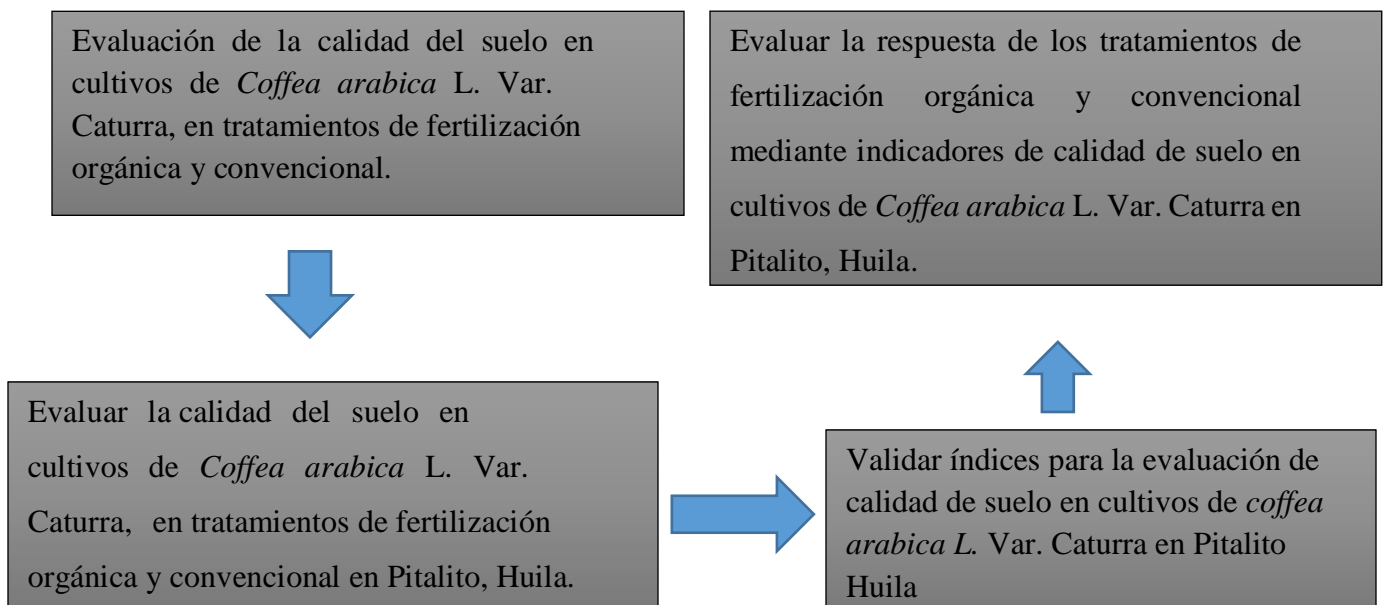 Evaluación de la calidad del suelo en
cultivos de Coffea arabica L. Var.
Caturra, en tratamientos de fertilización
orgánica y convencional.
Evaluar la calidad del suelo en
cultivos de Coffea arabica L. Var.
Caturra, en tratamientos de fertilización
orgánica y convencional en Pitalito, Huila.
Validar índices para la evaluación de
calidad de suelo en cultivos de coffea
arabica L. Var. Caturra en Pitalito
Huila
Evaluar la respuesta de los tratamientos de
fertilización orgánica y convencional
mediante indicadores de calidad de suelo en
cultivos de Coffea arabica L. Var. Caturra en
Pitalito, Huila.